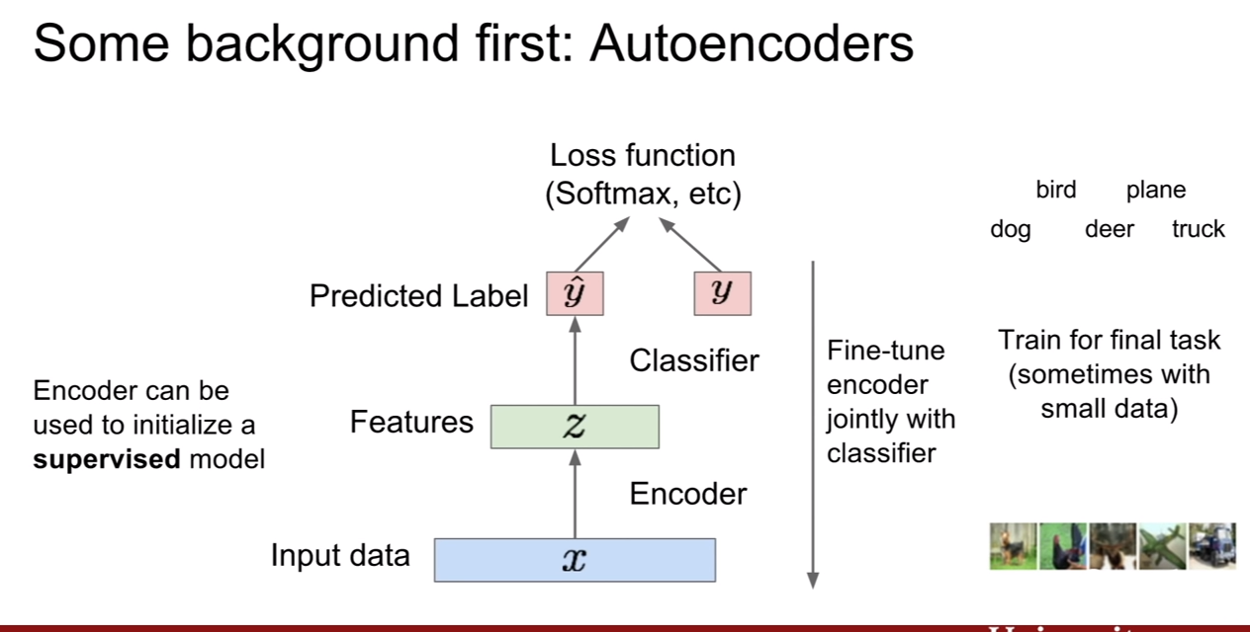 Some background first: Autoencoders
Loss function
(Softmax, etc)
bird plane
dog deer truck
Predicted Label
ŷ
y
Classifier
Fine-tune
encoder
jointly with
classifier
Train for final task
(sometimes with
small data)
Encoder can be
used to initialize a
supervised model
Features
z
Encoder
Input data
x